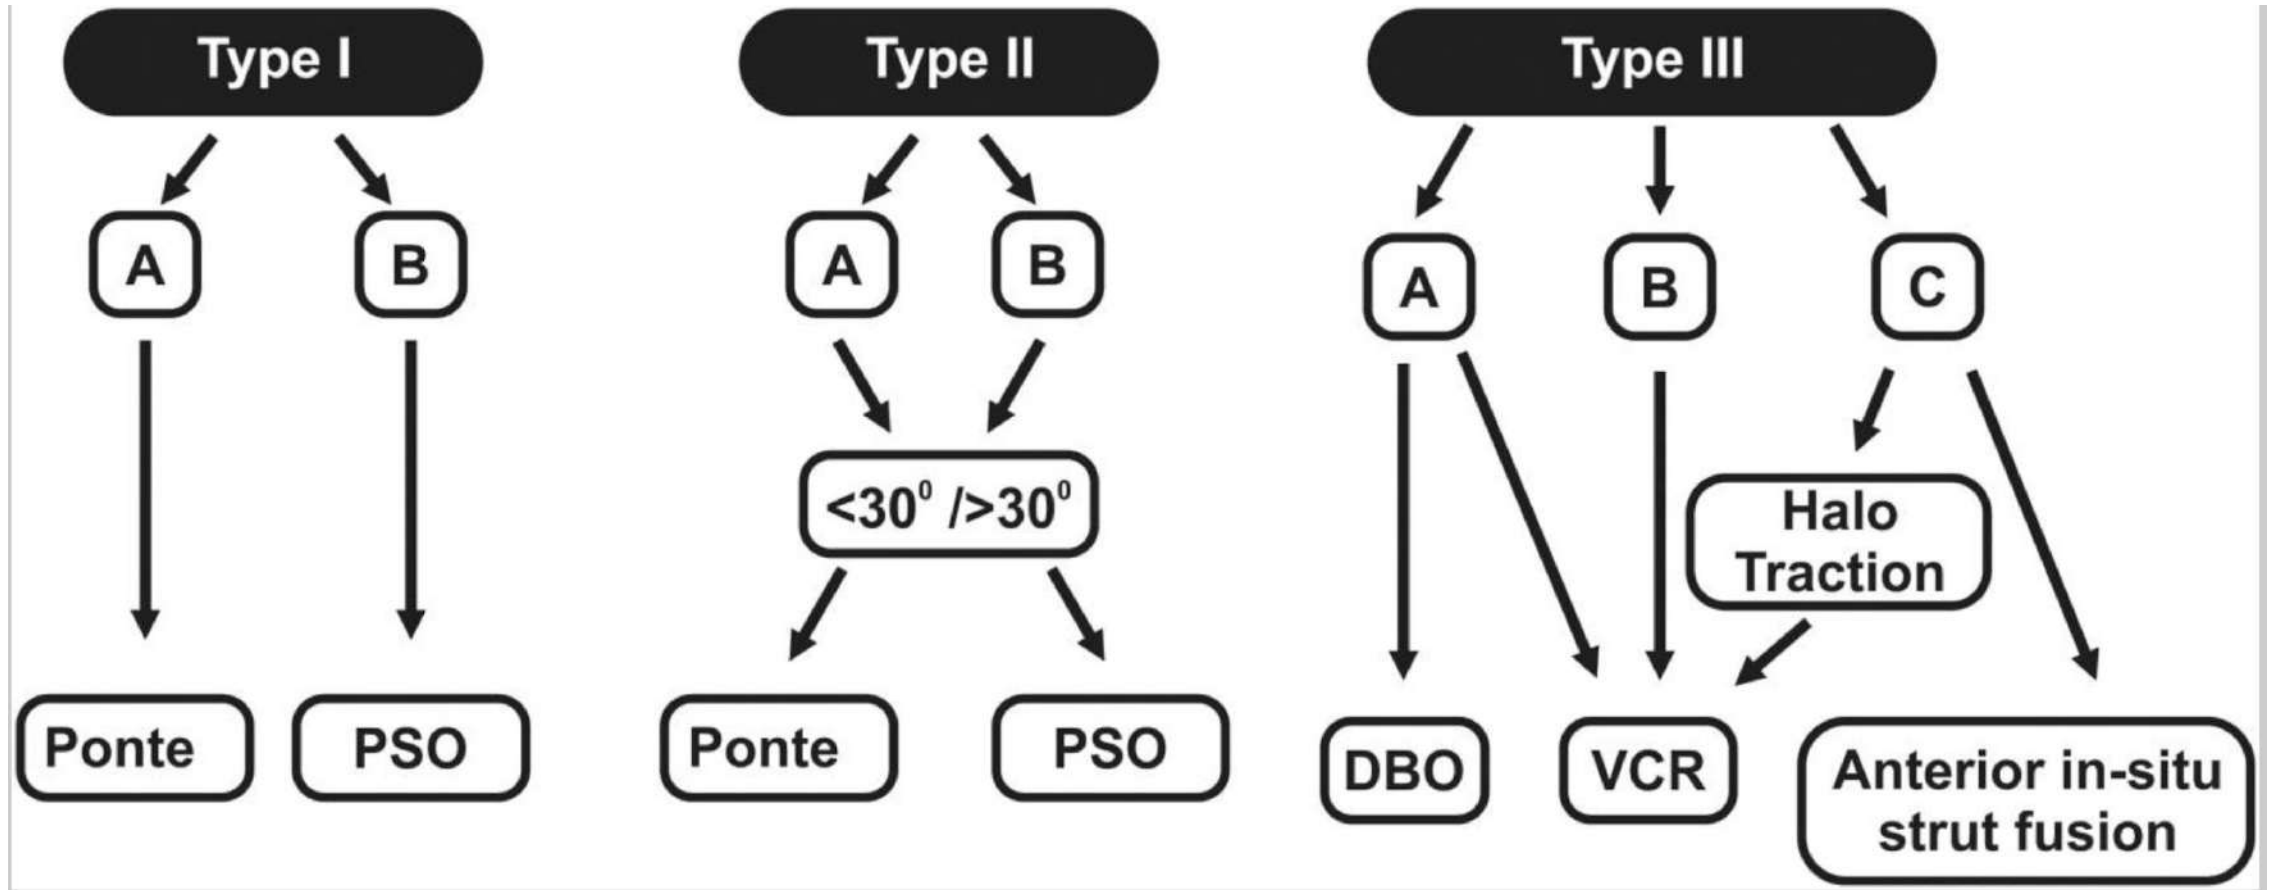 Type I
Type II
Type III
A
B
A
B
A
B
C
<30⁰ />30⁰
Halo
Traction
Ponte
PSO
Ponte
PSO
DBO
VCR
Anterior in-situ
strut fusion